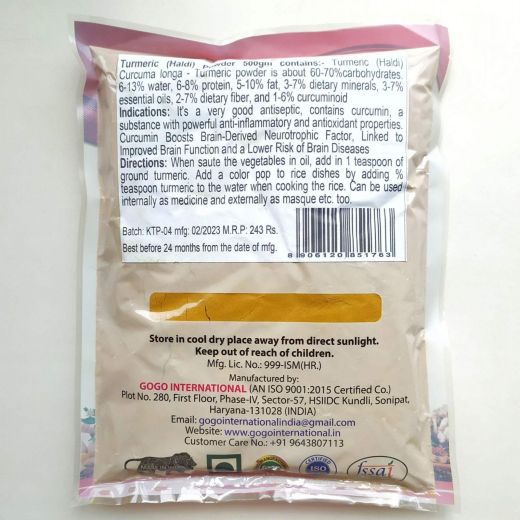 Turmeric (Haldi) powder 500gm contains:- Turmeric (Haldi)
Curcuma longa - Turmeric powder is about 60-70%carbohydrates,
6-13% water, 6-8% protein, 5-10% fat, 3-7% dietary minerals, 3-7%
essential oils, 2-7% dietary fiber, and 1-6% curcuminoid
Indications: It's a very good antiseptic, contains curcumin, a
substance with powerful anti-inflammatory and antioxidant properties.
Curcumin Boosts Brain-Derived Neurotrophic Factor, Linked to
Improved Brain Function and a Lower Risk of Brain Diseases
Directions: When saute the vegetables in oil, add in 1 teaspoon of
ground turmeric. Add a color pop to rice dishes by adding %
teaspoon turmeric to the water when cooking the rice. Can be used
internally as medicine and externally as masque etc. too.
Batch: KTP-04 mfg: 02/2023 M.R.P: 243 Rs.
Best before 24 months from the date of mfg.
8 906120 851763
Store in cool dry place away from direct sunlight.
Keep out of reach of children.
Mfg. Lic. No.: 999-ISM(HR.)
Manufactured by:
GOGO INTERNATIONAL (AN ISO 9001:2015 Certified Co.)
Plot No. 280, First Floor, Phase-IV, Sector-57, HSIIDC Kundli, Sonipat,
Haryana-131028 (INDIA)
Email: gogointernationalindia@gmail.com
Website: www.gogointernational.in
Customer Care No.: +91 9643807113
MAKE IN INDIA
CERTIFIED
ISO
fssai